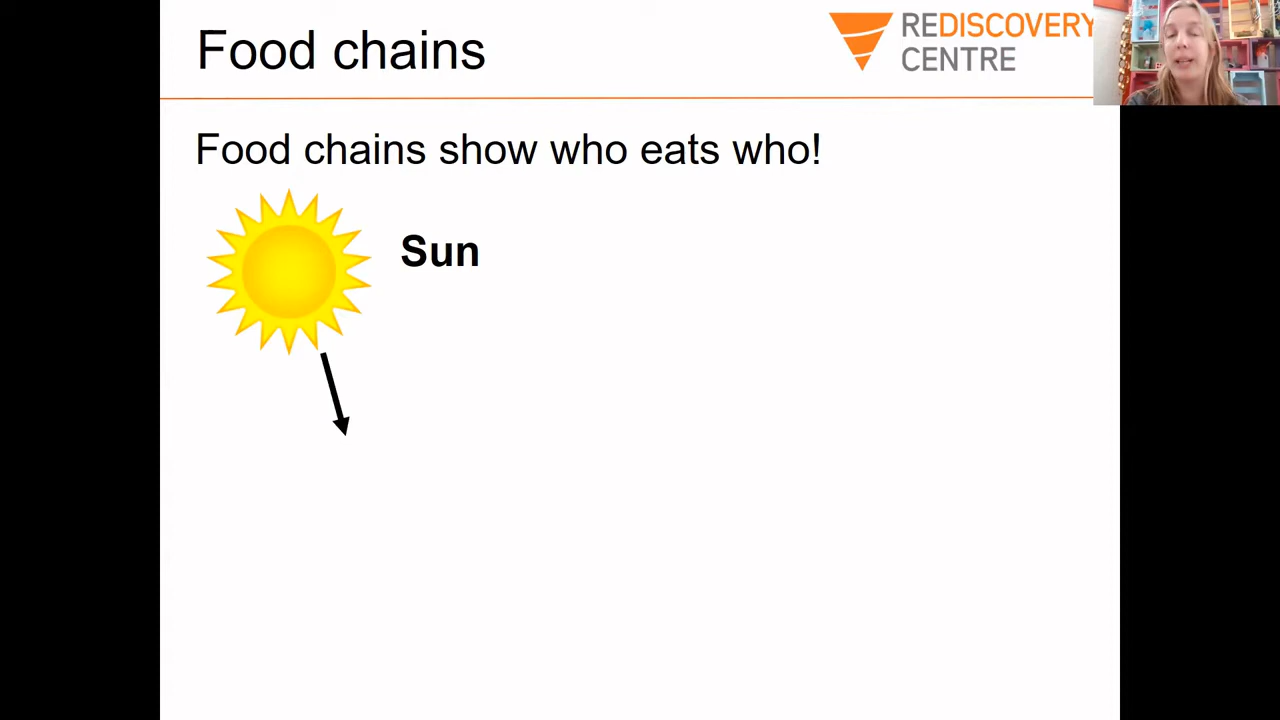 Food chains
REDISCOVERY
CENTRE
Food chains show who eats who!
Sun